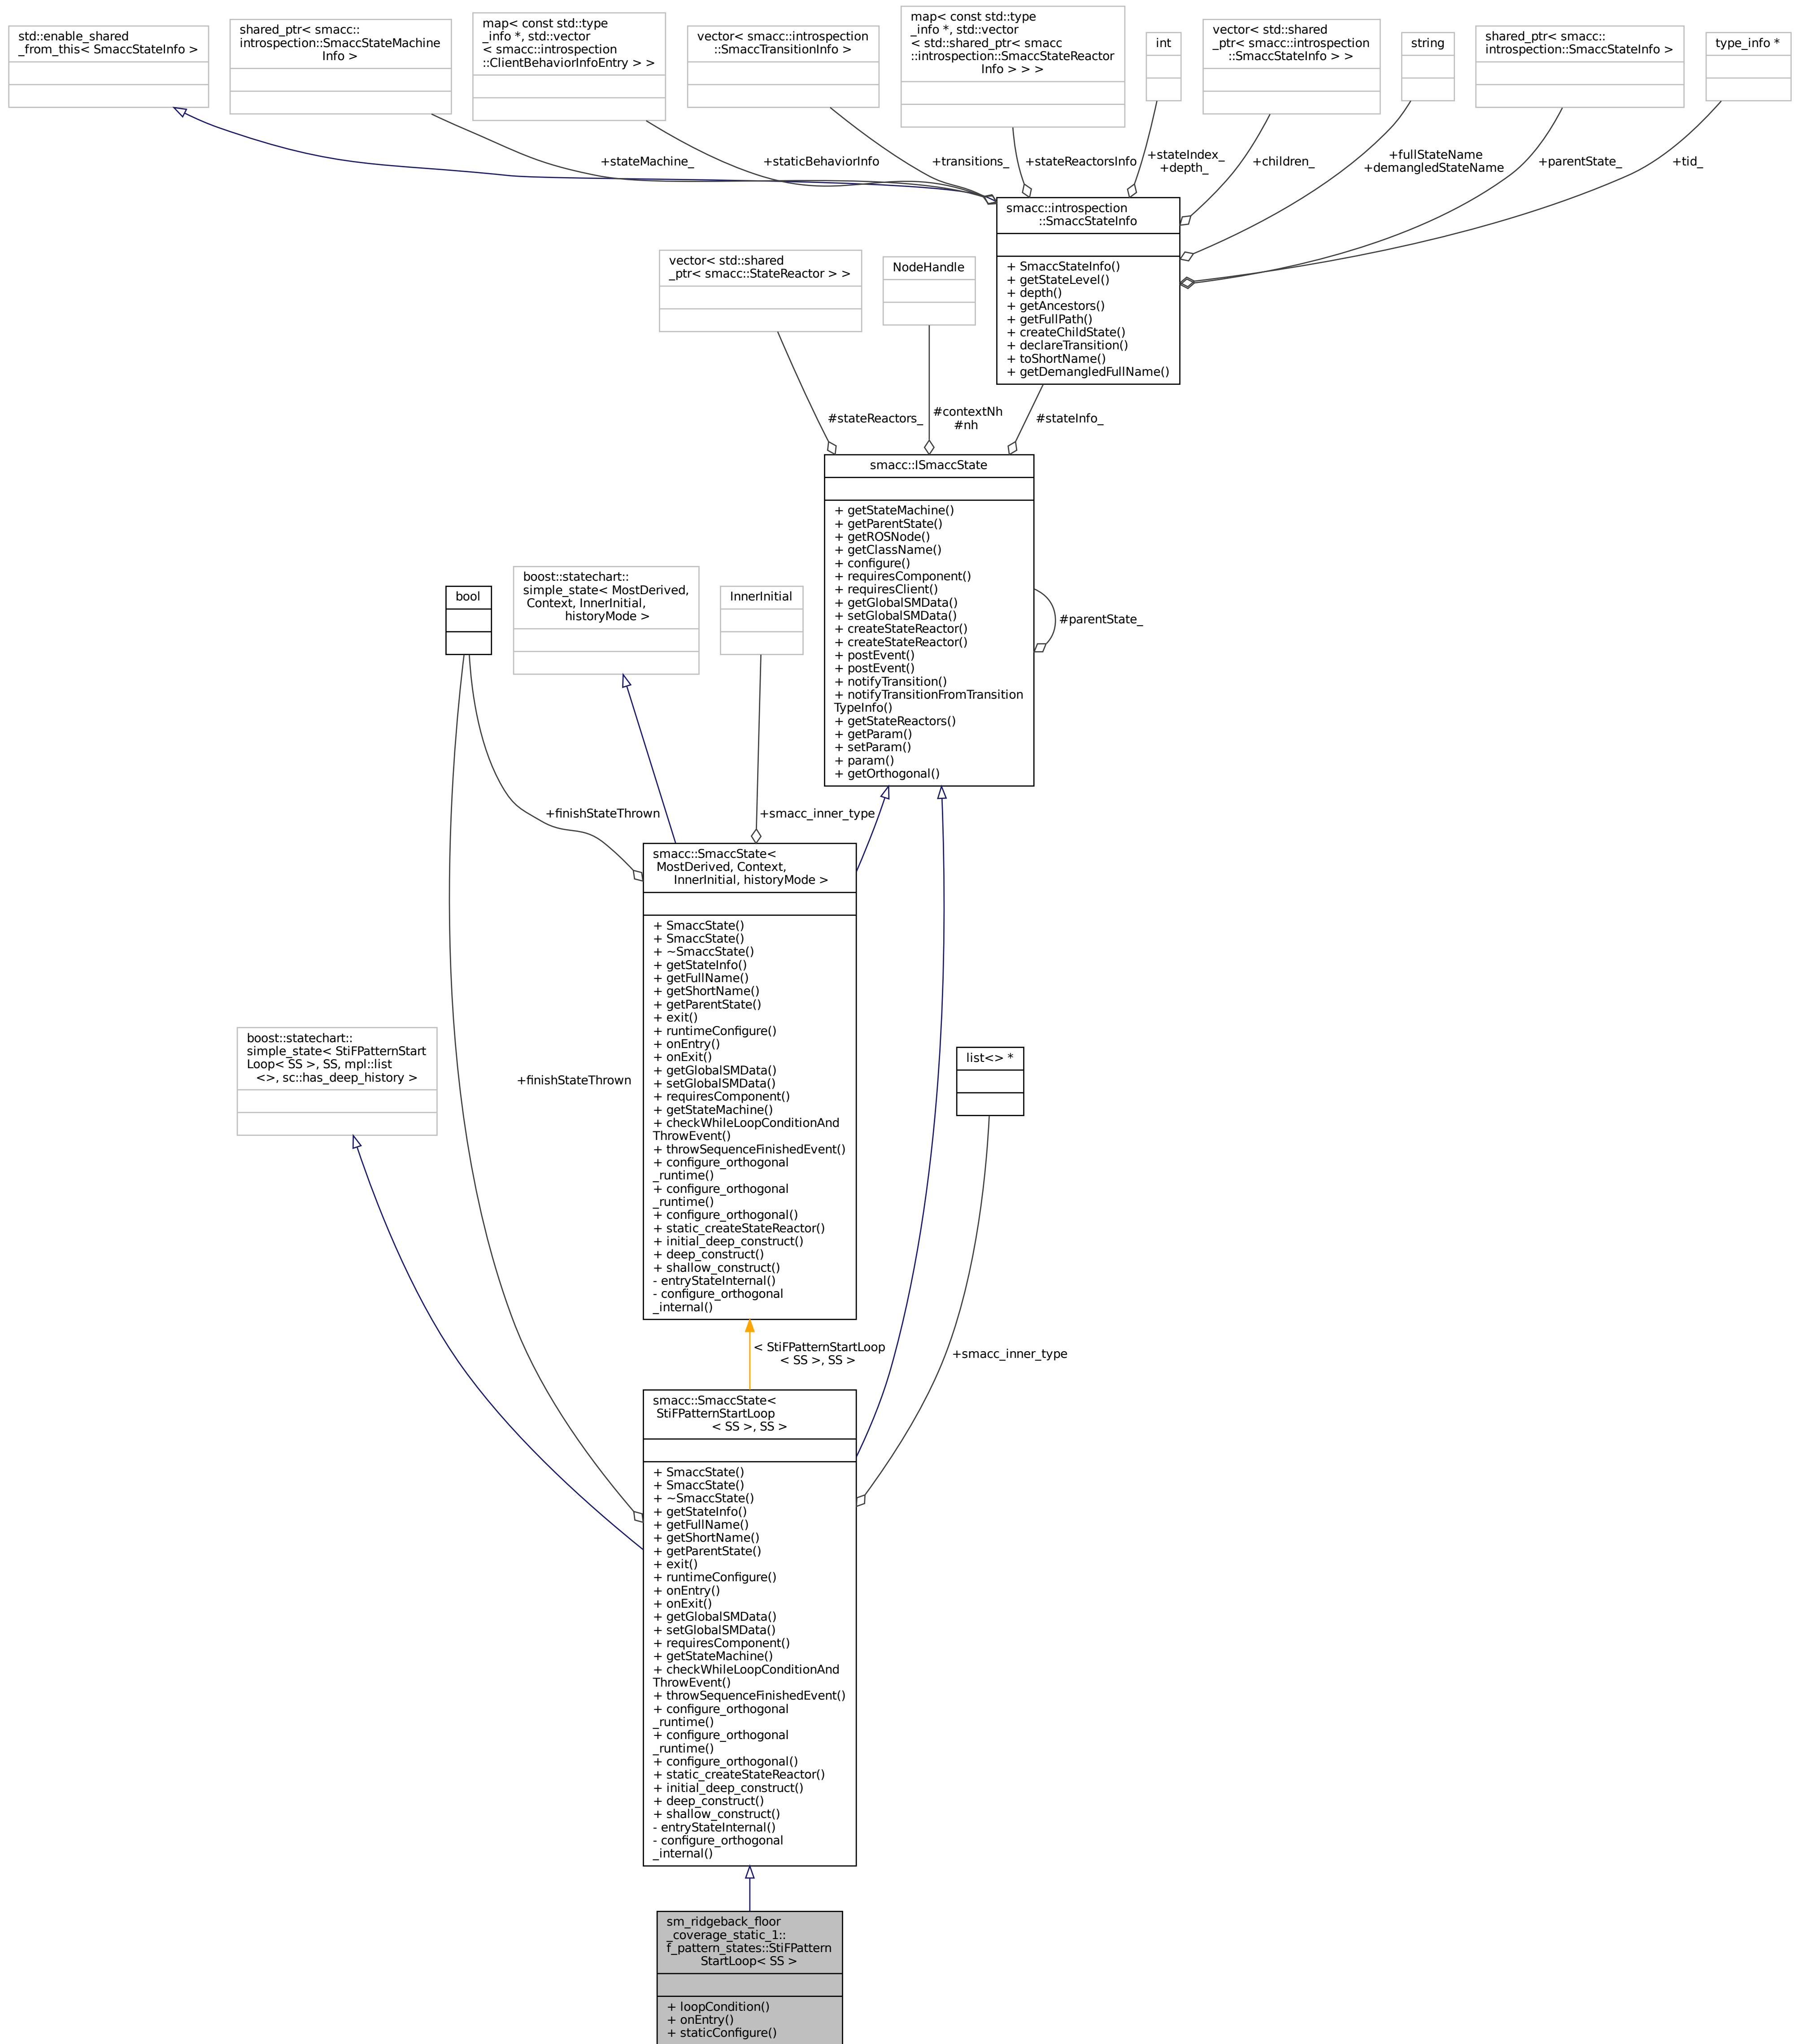 std::enable_shared
_from_this< SmaccStateInfo >
shared_ptr< smacc::
introspection::SmaccStateMachine
Info >
map< const std::type
_info *, std::vector
< smacc::introspection
::ClientBehaviorInfoEntry > >
vector< smacc::introspection
::SmaccTransitionInfo >
map< const std::type
_info *, std::vector
< std::shared_ptr< smacc
::introspection::SmaccStateReactor
Info > > >
int
vector< std::shared
_ptr< smacc::introspection
::SmaccStateInfo > >
string
shared_ptr< smacc::
introspection::SmaccStateInfo >
type_info *
+stateMachine_
+staticBehaviorInfo
+transitions_
+stateReactorsInfo
+stateIndex_
+depth_
+children_
+fullStateName
+demangledStateName
+parentState_
+tid_
smacc::introspection
::SmaccStateInfo
+ SmaccStateInfo()
+ getStateLevel()
+ depth()
+ getAncestors()
+ getFullPath()
+ createChildState()
+ declareTransition()
+ toShortName()
+ getDemangledFullName()
vector< std::shared
_ptr< smacc::StateReactor > >
NodeHandle
#stateReactors_
#contextNh
#nh
#stateInfo_
smacc::ISmaccState
+ getStateMachine()
+ getParentState()
+ getROSNode()
+ getClassName()
+ configure()
+ requiresComponent()
+ requiresClient()
+ getGlobalSMData()
+ setGlobalSMData()
+ createStateReactor()
+ createStateReactor()
+ postEvent()
+ postEvent()
+ notifyTransition()
+ notifyTransitionFromTransition
TypeInfo()
+ getStateReactors()
+ getParam()
+ setParam()
+ param()
+ getOrthogonal()
#parentState_
bool
boost::statechart::
simple_state< MostDerived,
Context, InnerInitial,
historyMode >
InnerInitial
+finishStateThrown
+smacc_inner_type
smacc::SmaccState<
MostDerived, Context,
InnerInitial, historyMode >
+ SmaccState()
+ SmaccState()
+ ~SmaccState()
+ getStateInfo()
+ getFullName()
+ getShortName()
+ getParentState()
+ exit()
+ runtimeConfigure()
+ onEntry()
+ onExit()
+ getGlobalSMData()
+ setGlobalSMData()
+ requiresComponent()
+ getStateMachine()
+ checkWhileLoopConditionAnd
ThrowEvent()
+ throwSequenceFinishedEvent()
+ configure_orthogonal
_runtime()
+ configure_orthogonal
_runtime()
+ configure_orthogonal()
+ static_createStateReactor()
+ initial_deep_construct()
+ deep_construct()
+ shallow_construct()
- entryStateInternal()
- configure_orthogonal
_internal()
boost::statechart::
simple_state< StiFPatternStart
Loop< SS >, SS, mpl::list
<>, sc::has_deep_history >
+finishStateThrown
list<> *
< StiFPatternStartLoop
< SS >, SS >
+smacc_inner_type
smacc::SmaccState<
StiFPatternStartLoop
< SS >, SS >
+ SmaccState()
+ SmaccState()
+ ~SmaccState()
+ getStateInfo()
+ getFullName()
+ getShortName()
+ getParentState()
+ exit()
+ runtimeConfigure()
+ onEntry()
+ onExit()
+ getGlobalSMData()
+ setGlobalSMData()
+ requiresComponent()
+ getStateMachine()
+ checkWhileLoopConditionAnd
ThrowEvent()
+ throwSequenceFinishedEvent()
+ configure_orthogonal
_runtime()
+ configure_orthogonal
_runtime()
+ configure_orthogonal()
+ static_createStateReactor()
+ initial_deep_construct()
+ deep_construct()
+ shallow_construct()
- entryStateInternal()
- configure_orthogonal
_internal()
sm_ridgeback_floor
_coverage_static_1::
f_pattern_states::StiFPattern
StartLoop< SS >
+ loopCondition()
+ onEntry()
+ staticConfigure()